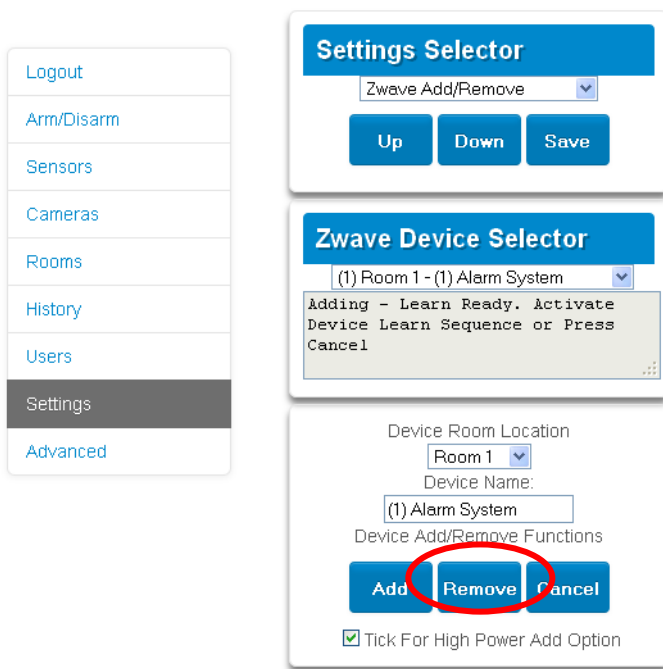 Logout
Arm/Disarm
Sensors
Cameras
Rooms
History
Users
Settings
Advanced
Settings Selector
Zwave Add/Remove
Up Down Save
Zwave Device Selector
(1) Room 1 - (1) Alarm System
Adding - Learn Ready. Activate
Device Learn Sequence or Press
Cancel
Device Room Location
Room 1
Device Name:
(1) Alarm System
Device Add/Remove Functions
Add Remove Cancel
Tick For High Power Add Option